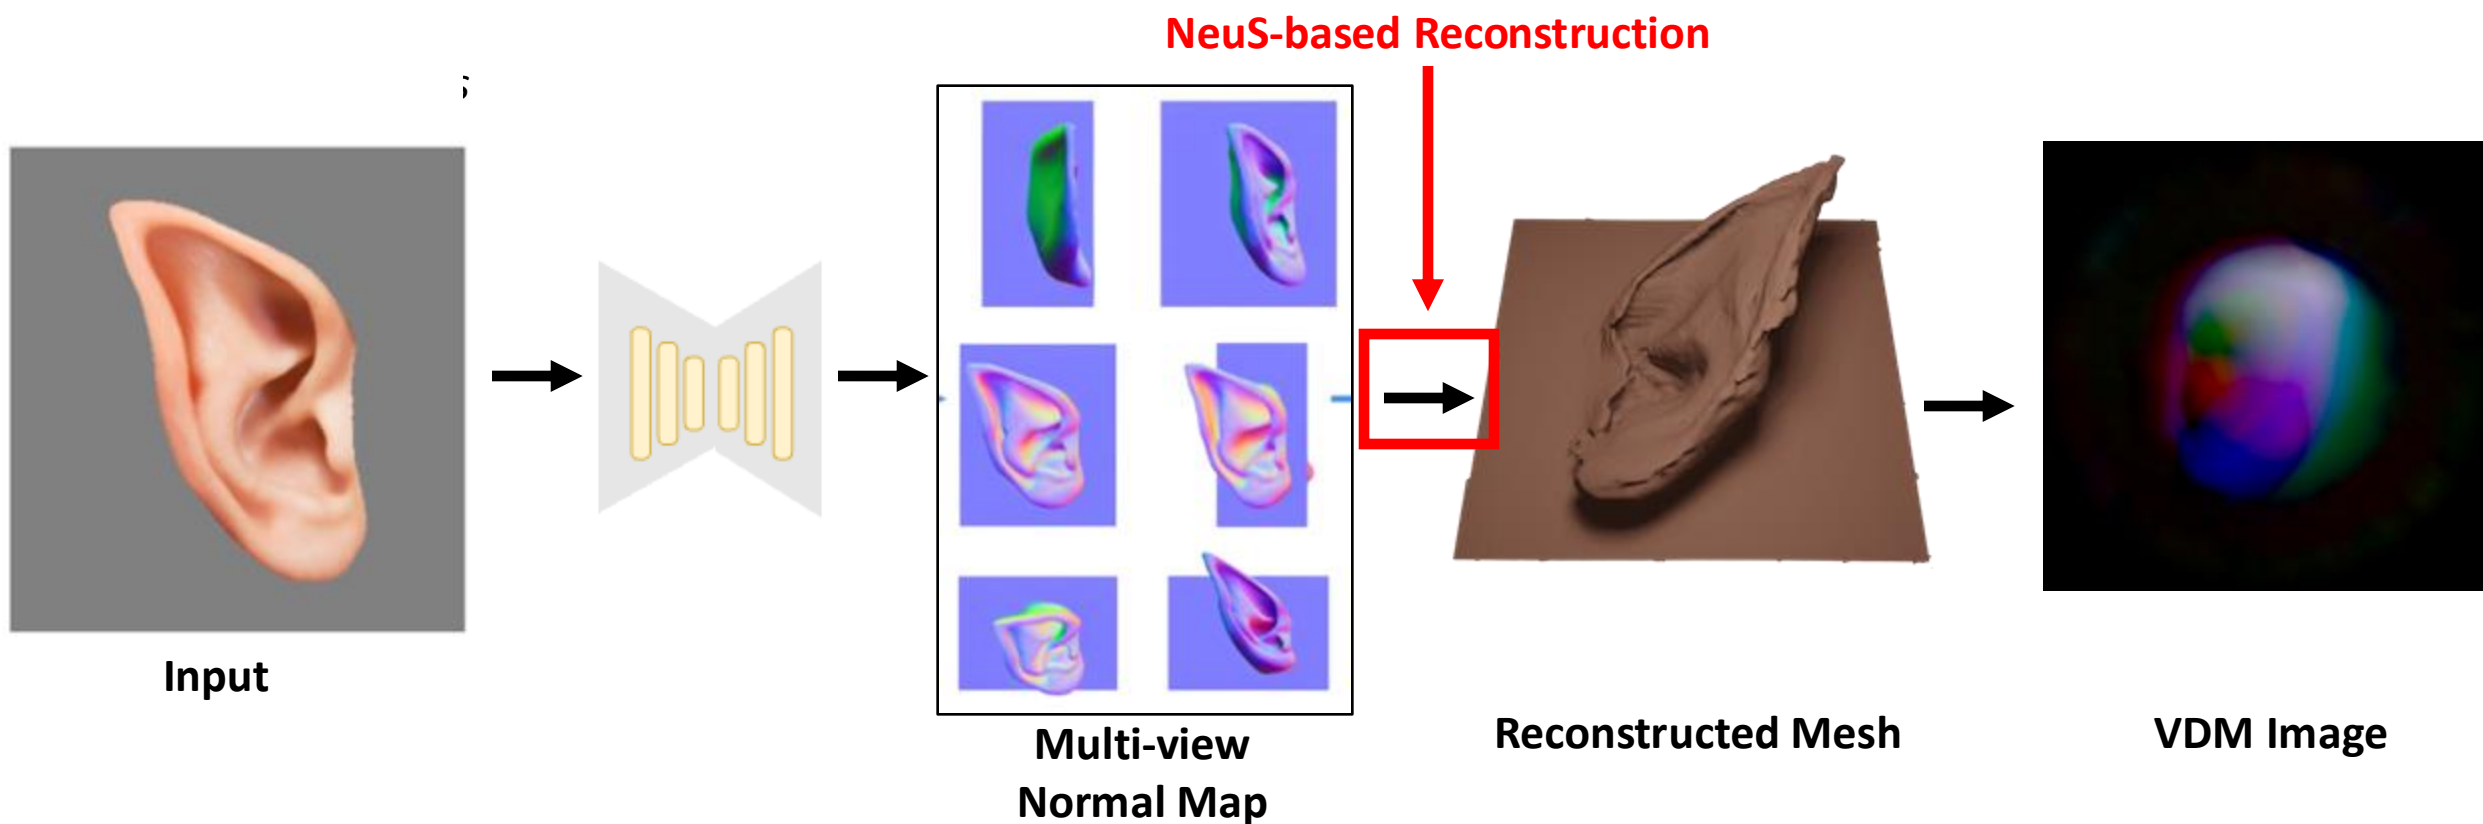 NeuS-based Reconstruction
Input
Multi-view
Normal Map
Reconstructed Mesh
VDM Image